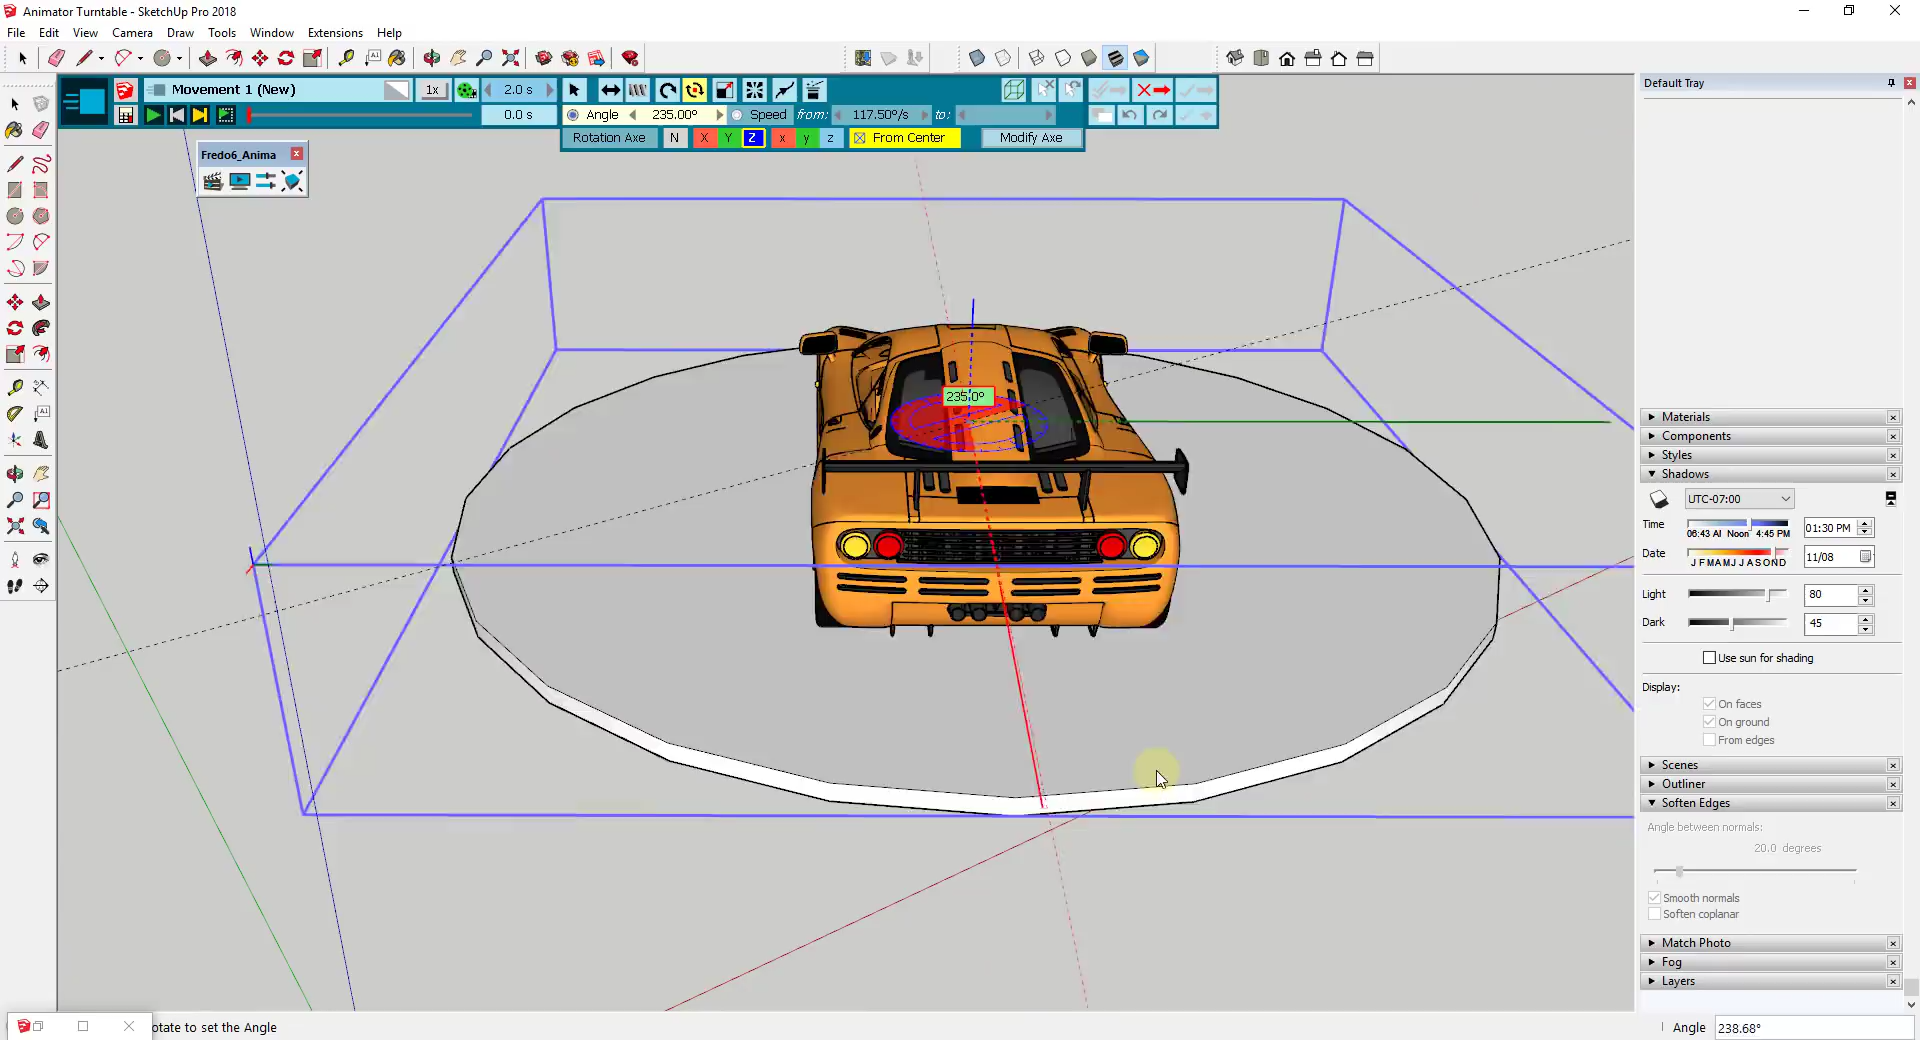 Animator Turntable - SketchUp Pro 2018
File Edit View Camera Draw Tools Window Extensions Help
Movement 1 (New) 1x 2.0 s
0.0 s Angle 235.00° Speed from: 117.50°/s to:
Rotation Axe N X Y Z x y z From Center Modify Axe
Fredo6_Anima
235.0°
Default Tray
Materials
Components
Styles
Shadows
UTC-07:00
Time 06:43 AI Noon 4:45 PM 01:30 PM
Date J F M A M J J A S O N D 11/08
Light 80
Dark 45
Use sun for shading
Display:
On faces
On ground
From edges
Scenes
Outliner
Soften Edges
Angle between normals:
20.0 degrees
Smooth normals
Soften coplanar
Match Photo
Fog
Layers
otate to set the Angle
Angle 238.68°